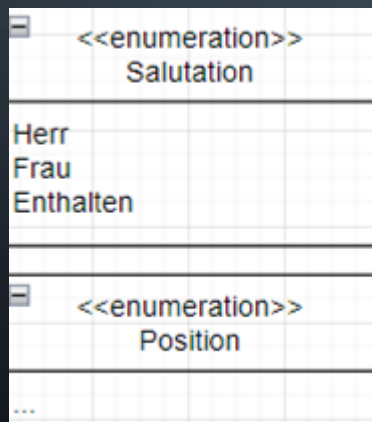 <<enumeration>>
Salutation
Herr
Frau
Enthalten
<<enumeration>>
Position
...